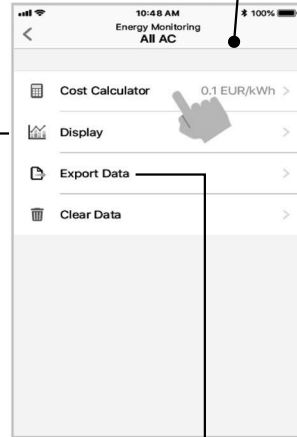 10:48 AM
100%
Energy Monitoring
All AC
Cost Calculator 0.1 EUR/kWh
Display
Export Data
Clear Data